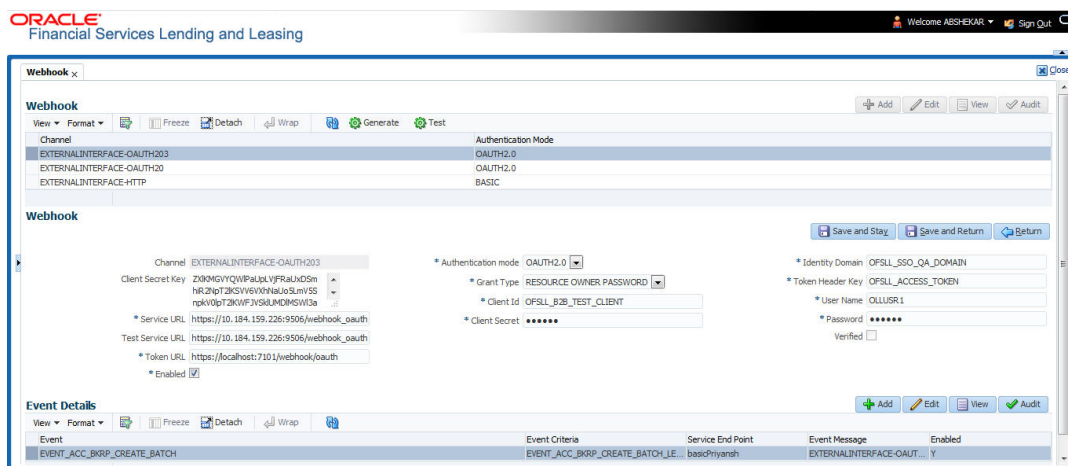 ORACLE
Welcome ABSHEKAR Sign Out
Financial Services Lending and Leasing
Webhook x Close
Webhook Add Edit View Audit
View Format Freeze Detach Wrap Generate Test
Channel Authentication Mode
EXTERNALINTERFACE-OAUTH203 OAUTH2.0
EXTERNALINTERFACE-OAUTH20 OAUTH2.0
EXTERNALINTERFACE-HTTP BASIC
Webhook
Save and Stay Save and Return Return
Channel EXTERNALINTERFACE-OAUTH203 * Authentication mode OAUTH2.0 * Identity Domain OFSLL_SSO_QA_DOMAIN
Client Secret Key * Grant Type RESOURCE OWNER PASSWORD * Token Header Key OFSLL_ACCESS_TOKEN
* Client Id OFSLL_B2B_TEST_CLIENT * User Name OLLUSR1
* Service URL https://10.184.159.226:9506/webhook_oauth * Client Secret ●●●●●● * Password ●●●●●●
Test Service URL https://10.184.159.226:9506/webhook_oauth Verified
* Token URL https://localhost:7101/webhook/oauth
* Enabled
Event Details Add Edit View Audit
View Format Freeze Detach Wrap
Event Event Criteria Service End Point Event Message Enabled
EVENT_ACC_BKRP_CREATE_BATCH EVENT_ACC_BKRP_CREATE_BATCH_LE... basicPriyansh EXTERNALINTERFACE-OAUT... Y